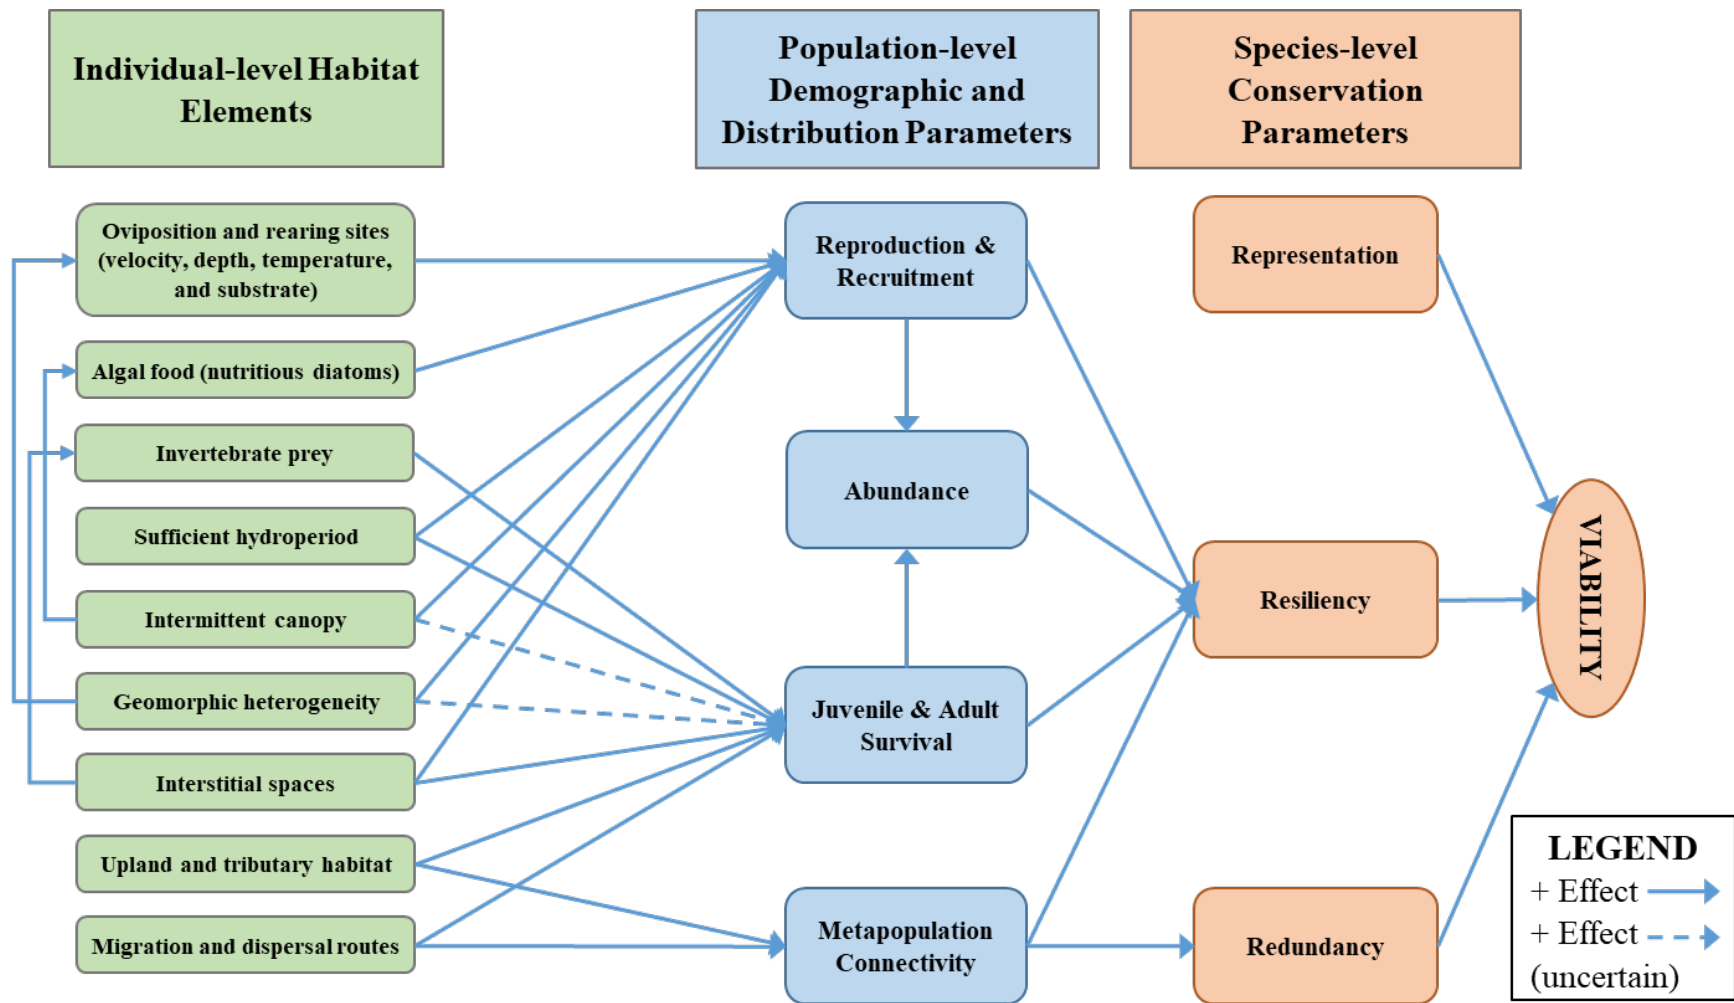 Individual-level Habitat
Elements
Population-level
Demographic and
Distribution Parameters
Species-level
Conservation
Parameters
Oviposition and rearing sites
(velocity, depth, temperature,
and substrate)
Algal food (nutritious diatoms)
Invertebrate prey
Sufficient hydroperiod
Intermittent canopy
Geomorphic heterogeneity
Interstitial spaces
Upland and tributary habitat
Migration and dispersal routes
Reproduction &
Recruitment
Abundance
Juvenile & Adult
Survival
Metapopulation
Connectivity
Representation
Resiliency
Redundancy
VIABILITY
LEGEND
+ Effect
+ Effect
(uncertain)